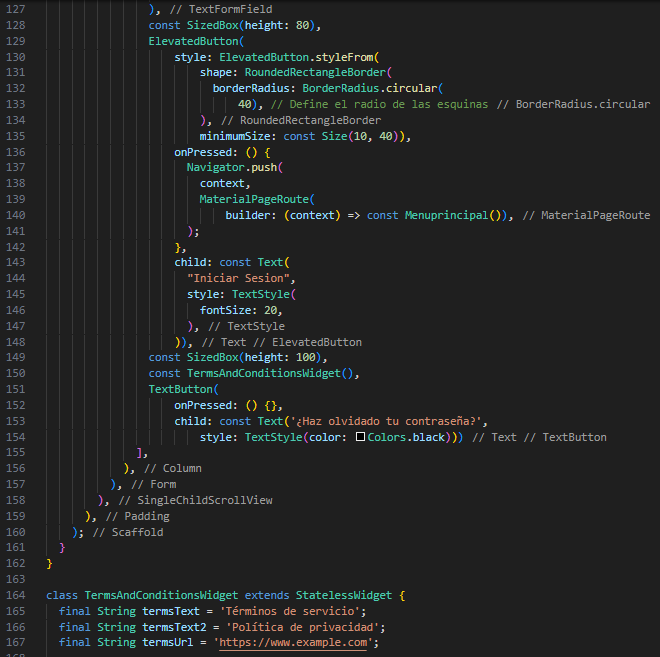 127 ), // TextFormField
128 const SizedBox(height: 80),
129 ElevatedButton(
130 style: ElevatedButton.styleFrom(
131 shape: RoundedRectangleBorder(
132 borderRadius: BorderRadius.circular(
133 40), // Define el radio de las esquinas // BorderRadius.circular
134 ), // RoundedRectangleBorder
135 minimumSize: const Size(10, 40)),
136 onPressed: () {
137 Navigator.push(
138 context,
139 MaterialPageRoute(
140 builder: (context) => const Menuprincipal()), // MaterialPageRoute
141 );
142 },
143 child: const Text(
144 "Iniciar Sesion",
145 style: TextStyle(
146 fontSize: 20,
147 ), // TextStyle
148 )), // Text // ElevatedButton
149 const SizedBox(height: 100),
150 const TermsAndConditionsWidget(),
151 TextButton(
152 onPressed: () {},
153 child: const Text('¿Haz olvidado tu contraseña?',
154 style: TextStyle(color: Colors.black))) // Text // TextButton
155 ],
156 ), // Column
157 ), // Form
158 ), // SingleChildScrollView
159 ), // Padding
160 ); // Scaffold
161 }
162 }
163
164 class TermsAndConditionsWidget extends StatelessWidget {
165 final String termsText = 'Términos de servicio';
166 final String termsText2 = 'Política de privacidad';
167 final String termsUrl = 'https://www.example.com';